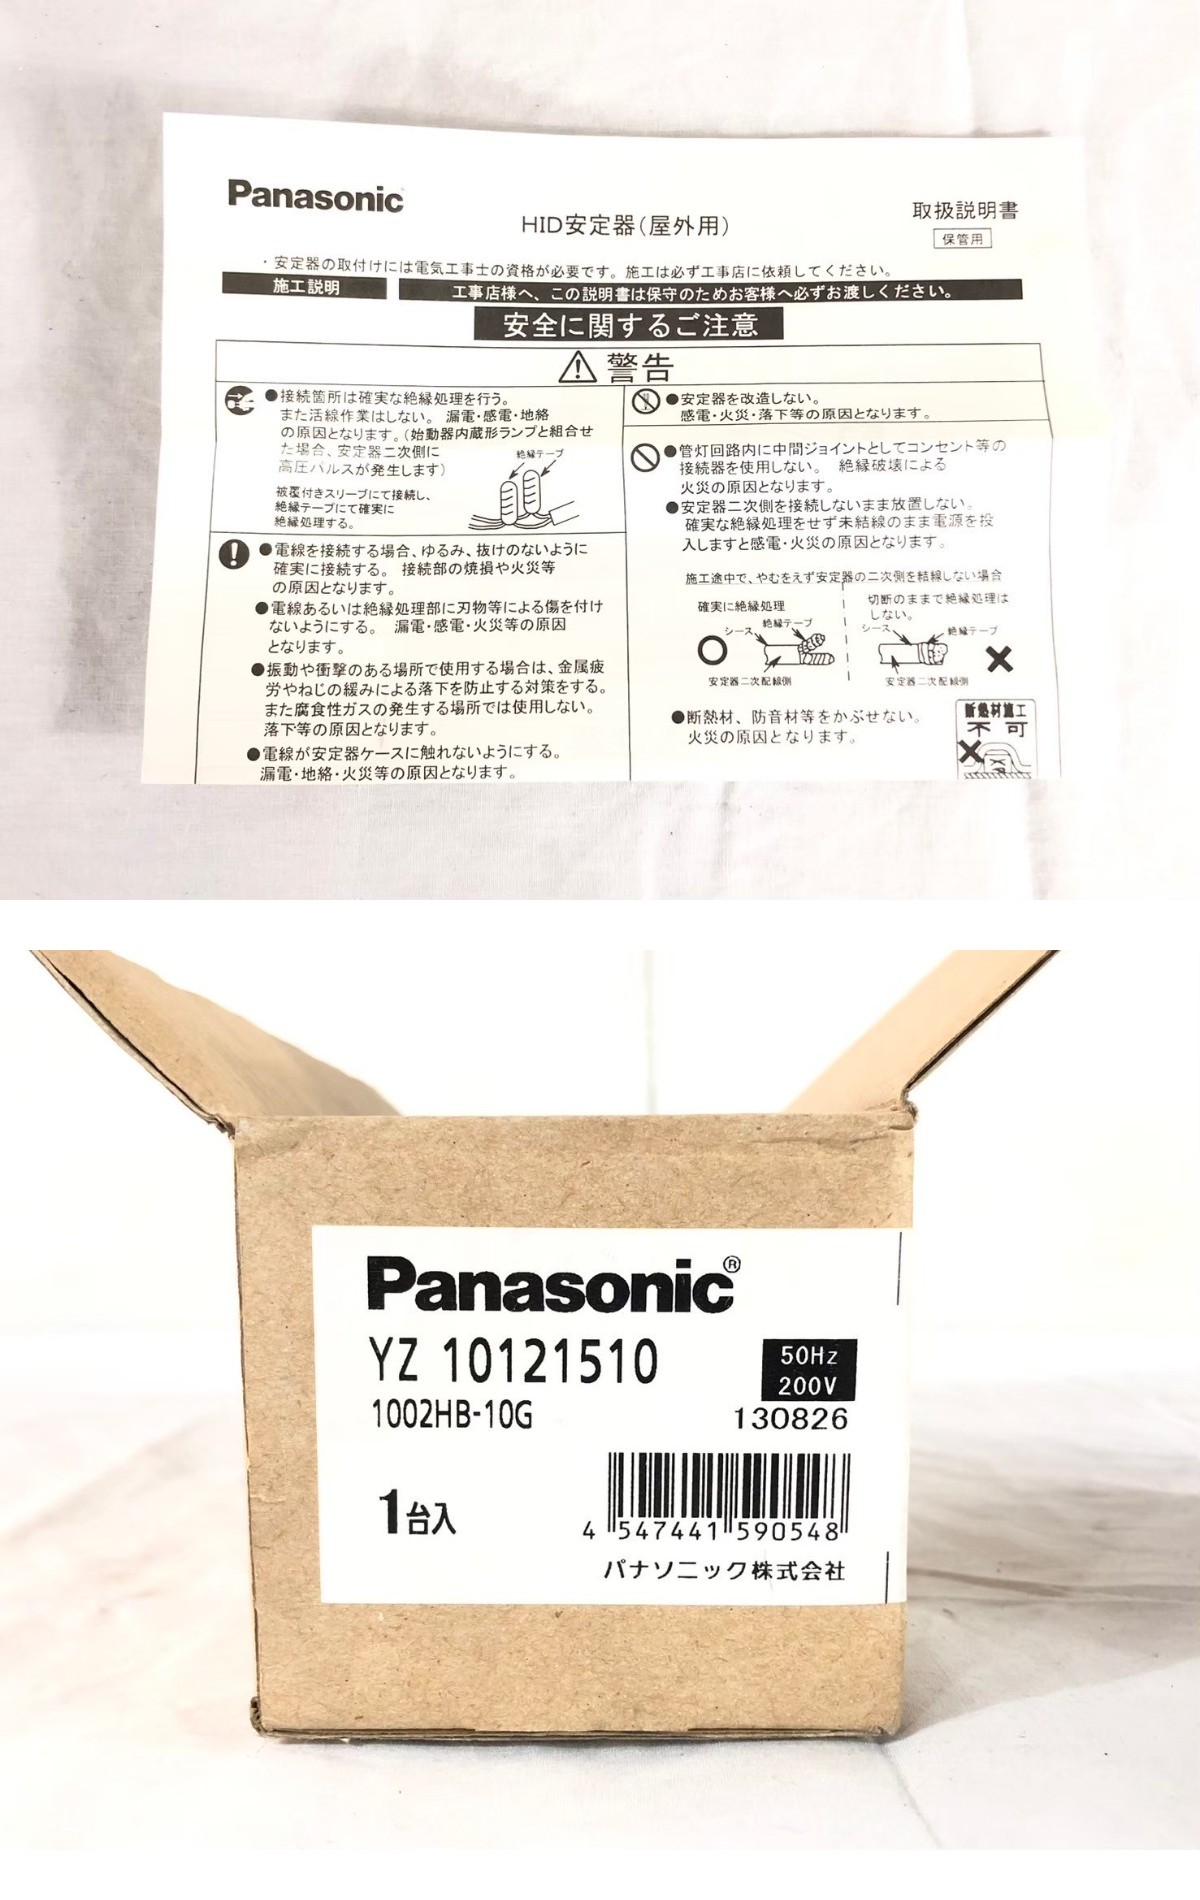 Panasonic
HID安定器(屋外用)
取扱説明書
保管用
・安定器の取付けには電気工事士の資格が必要です。施工は必ず工事店に依頼してください。
施工説明
工事店様へ、この説明書は保守のためお客様へ必ずお渡しください。
安全に関するご注意
警告
●接続箇所は確実な絶縁処理を行う。
また活線作業はしない。 漏電・感電・地絡
の原因となります。(始動器内蔵形ランプと組合せ
た場合、安定器二次側に
高圧パルスが発生します)
絶縁テープ
被覆付きスリーブにて接続し、
絶縁テープにて確実に
絶縁処理する。
●電線を接続する場合、ゆるみ、抜けのないように
確実に接続する。 接続部の焼損や火災等
の原因となります。
●電線あるいは絶縁処理部に刃物等による傷を付け
ないようにする。 漏電・感電・火災等の原因
となります。
●振動や衝撃のある場所で使用する場合は、金属疲
労やねじの緩みによる落下を防止する対策をする。
また腐食性ガスの発生する場所では使用しない。
落下等の原因となります。
●電線が安定器ケースに触れないようにする。
漏電・地絡・火災等の原因となります。
●安定器を改造しない。
感電・火災・落下等の原因となります。
●管灯回路内に中間ジョイントとしてコンセント等の
接続器を使用しない。 絶縁破壊による
火災の原因となります。
●安定器二次側を接続しないまま放置しない。
確実な絶縁処理をせず未結線のまま電源を投
入しますと感電・火災の原因となります。
施工途中で、やむをえず安定器の二次側を結線しない場合
確実に絶縁処理
シース 絶縁テープ
安定器二次配線側
切断のままで絶縁処理は
しない。
シース 絶縁テープ
安定器二次配線側
●断熱材、防音材等をかぶせない。
火災の原因となります。
断熱材施工
不可
Panasonic®
YZ 10121510
50Hz
200V
1002HB-10G
130826
1台入
4 547441 590548
パナソニック株式会社